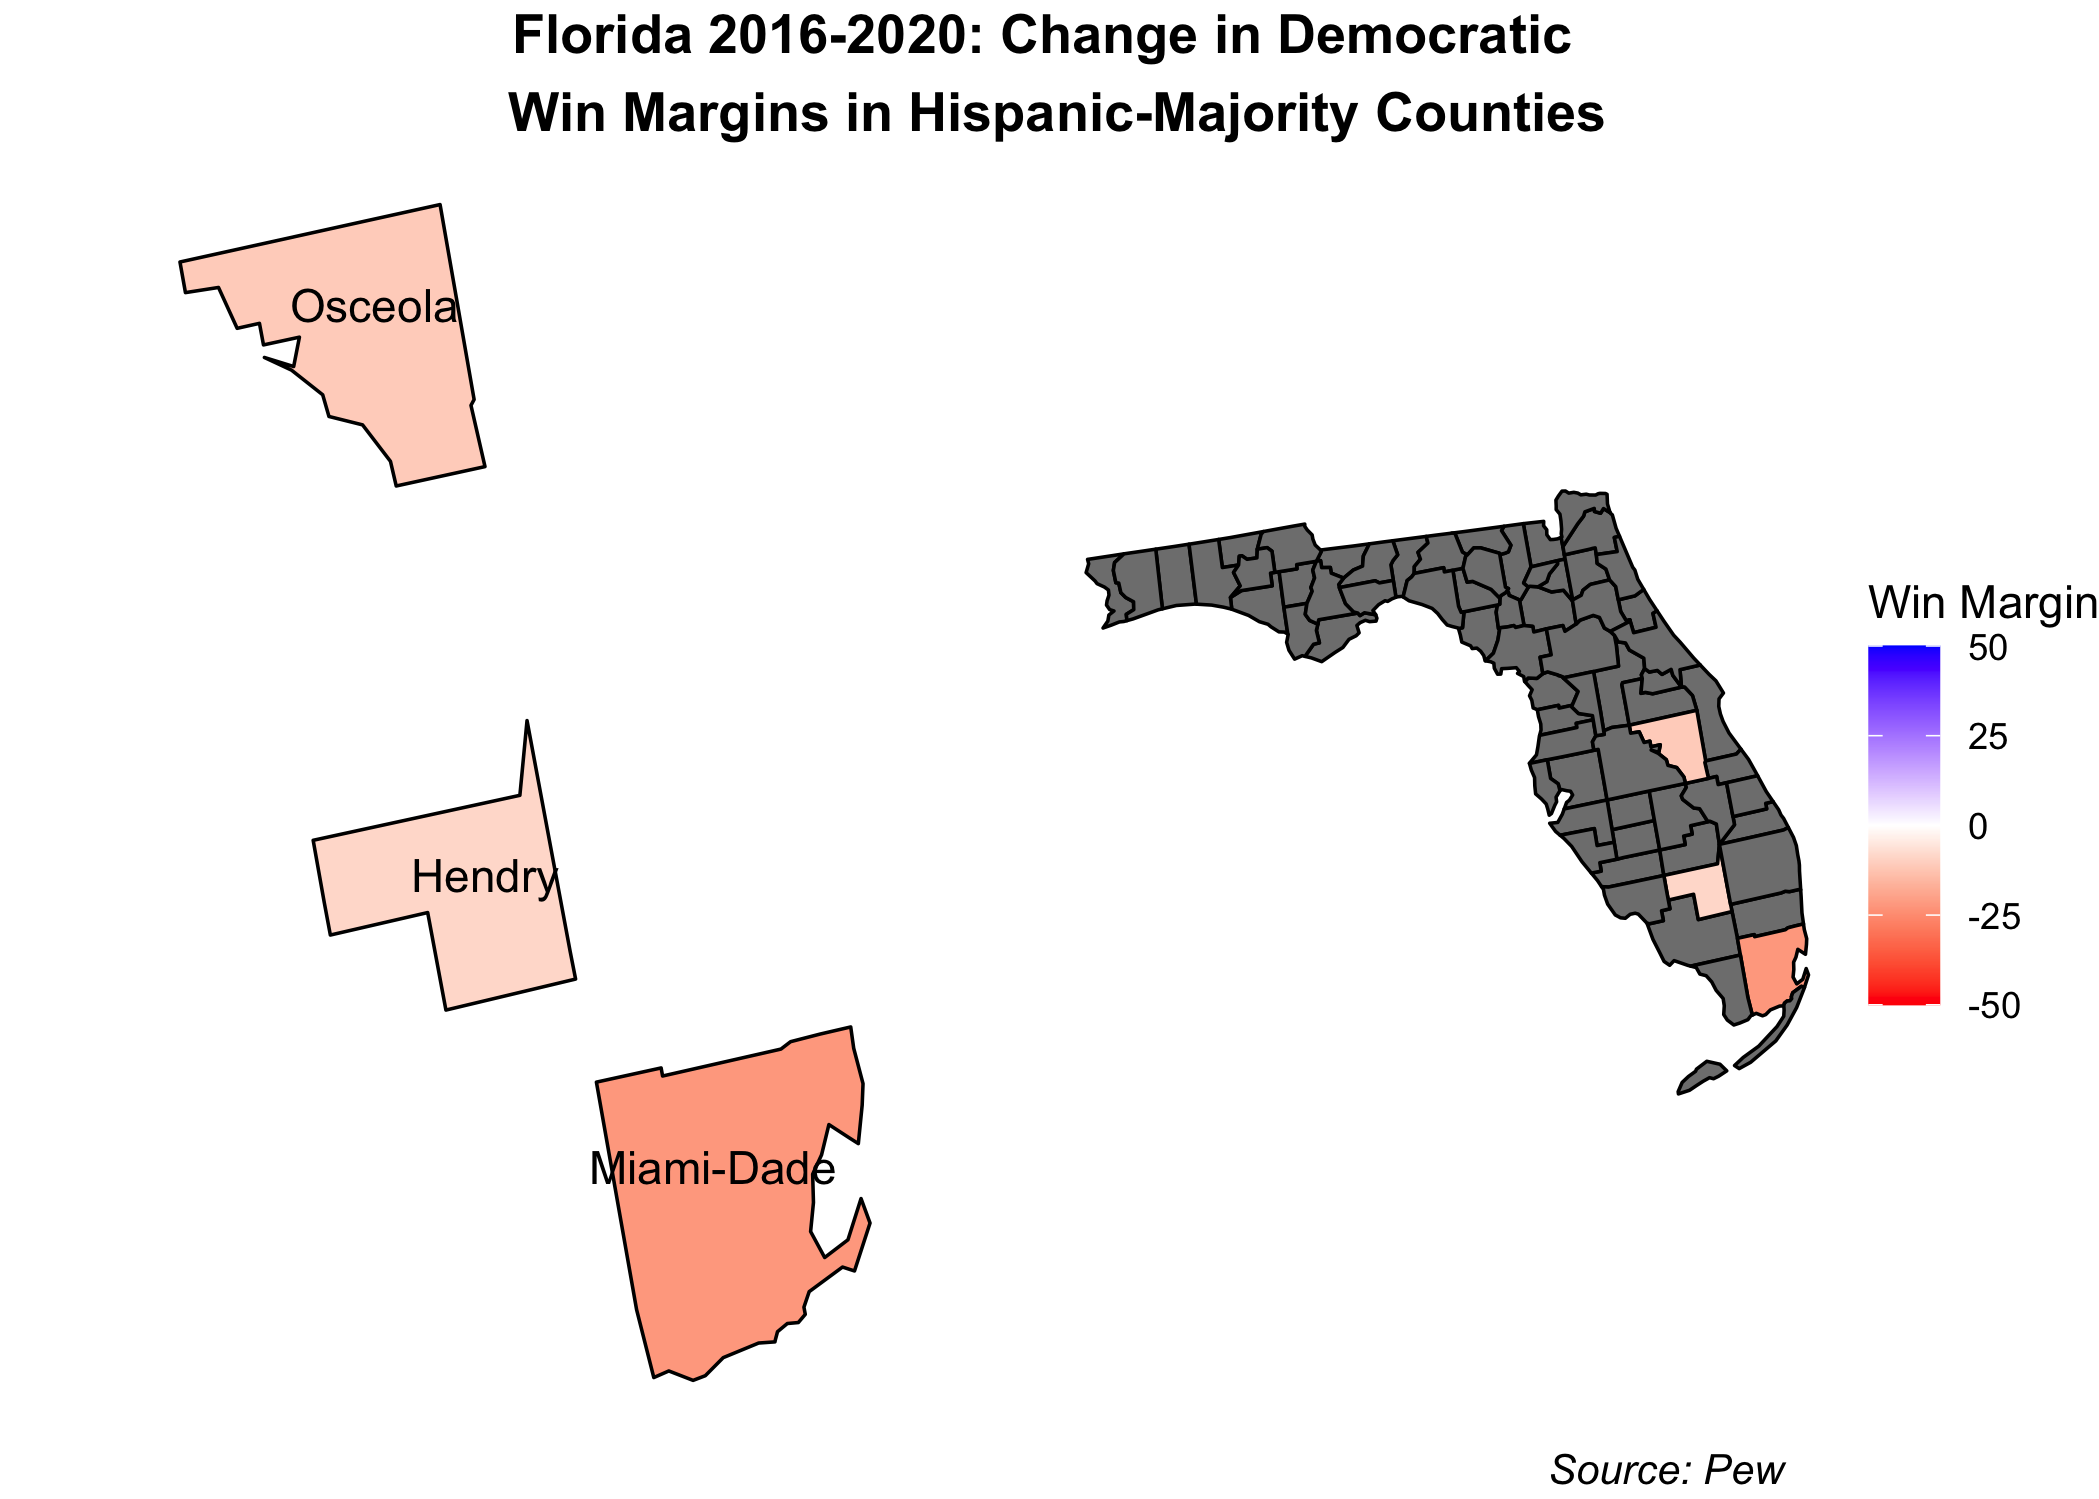 Florida 2016-2020: Change in Democratic
Win Margins in Hispanic-Majority Counties
Osceola
Hendry
Miami-Dade
Win Margin
50
25
0
-25
-50
Source: Pew